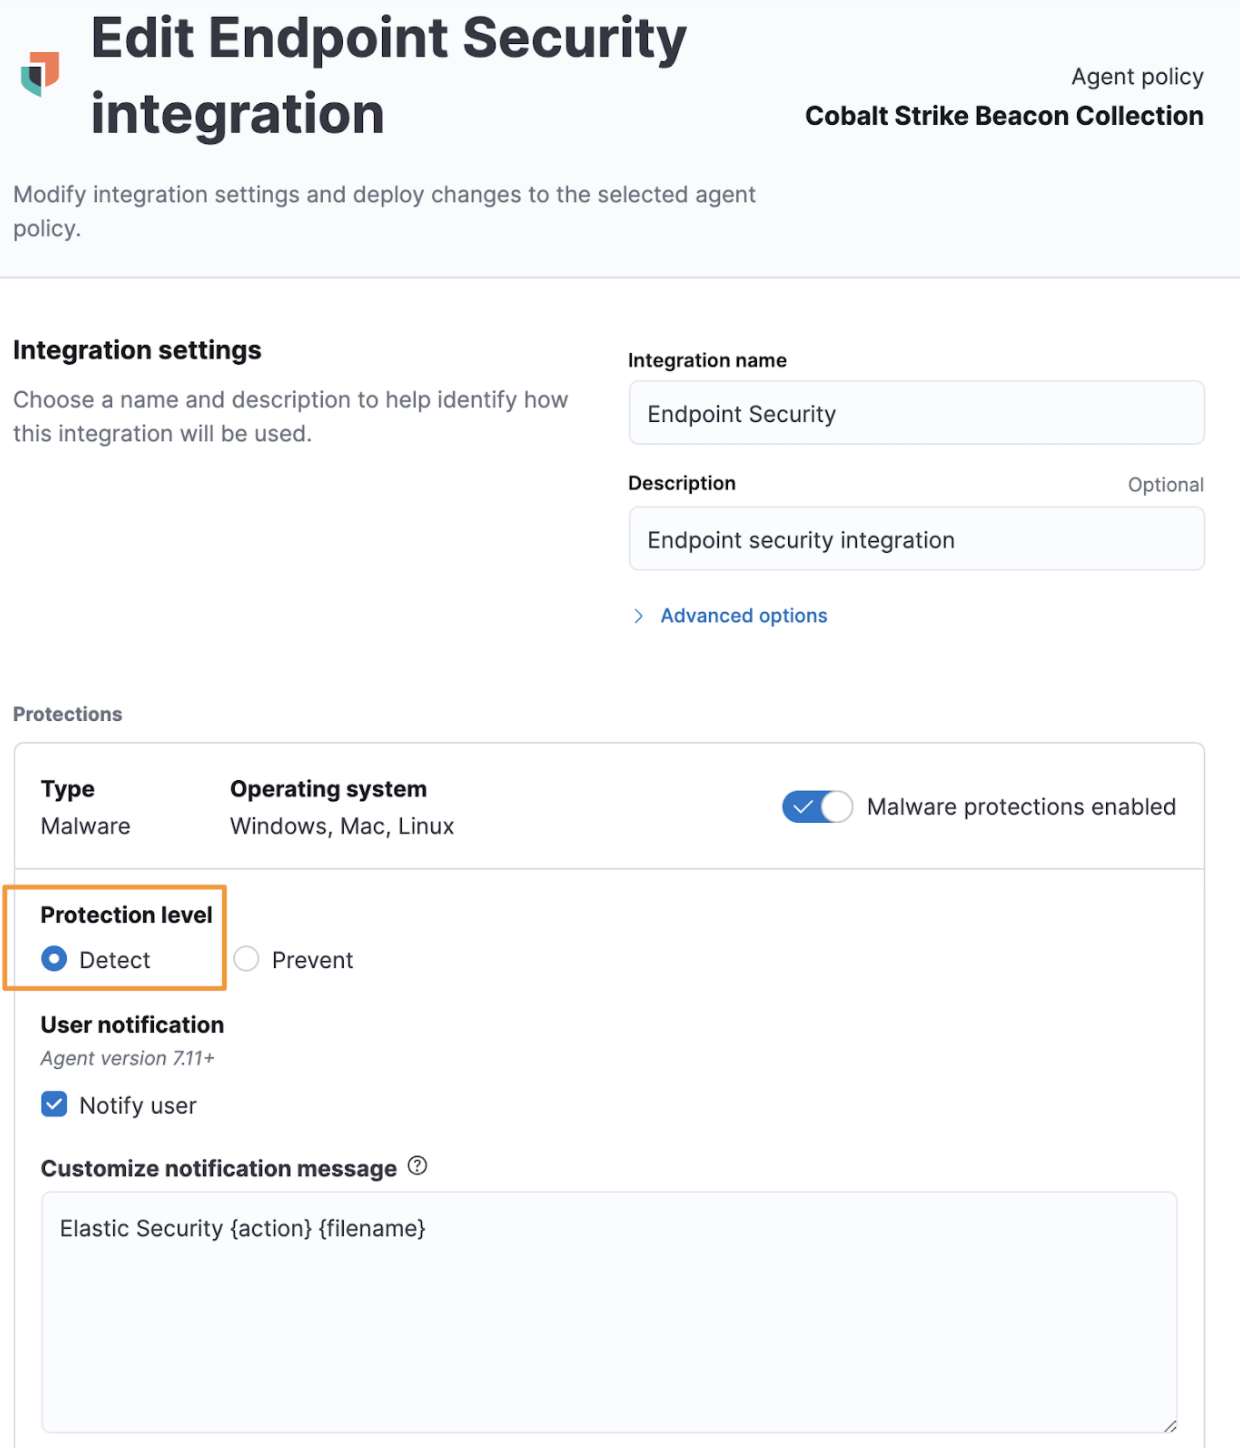 Edit Endpoint Security
integration
Agent policy
Cobalt Strike Beacon Collection
Modify integration settings and deploy changes to the selected agent
policy.
Integration settings
Choose a name and description to help identify how
this integration will be used.
Integration name
Endpoint Security
Description
Optional
Endpoint security integration
Advanced options
Protections
Type
Operating system
Malware
Windows, Mac, Linux
Malware protections enabled
Protection level
Detect
Prevent
User notification
Agent version 7.11+
Notify user
Customize notification message
Elastic Security {action} {filename}